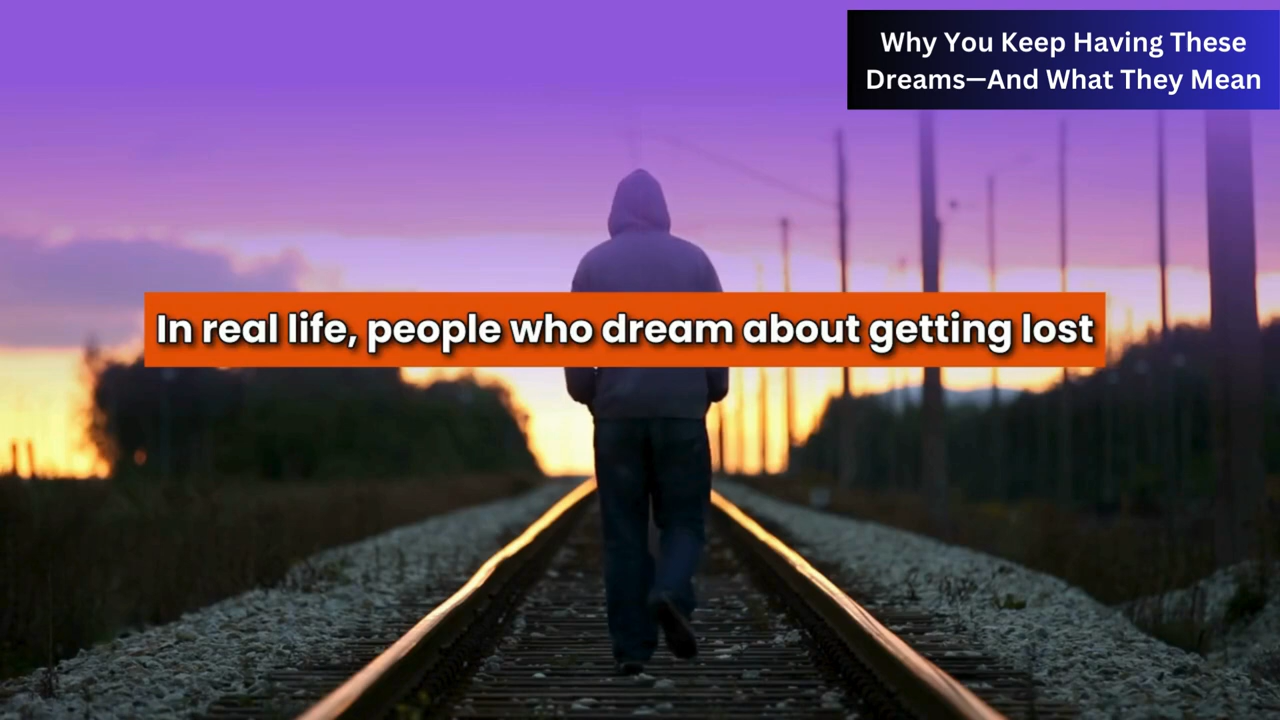 Why You Keep Having These
Dreams—And What They Mean
In real life, people who dream about getting lost